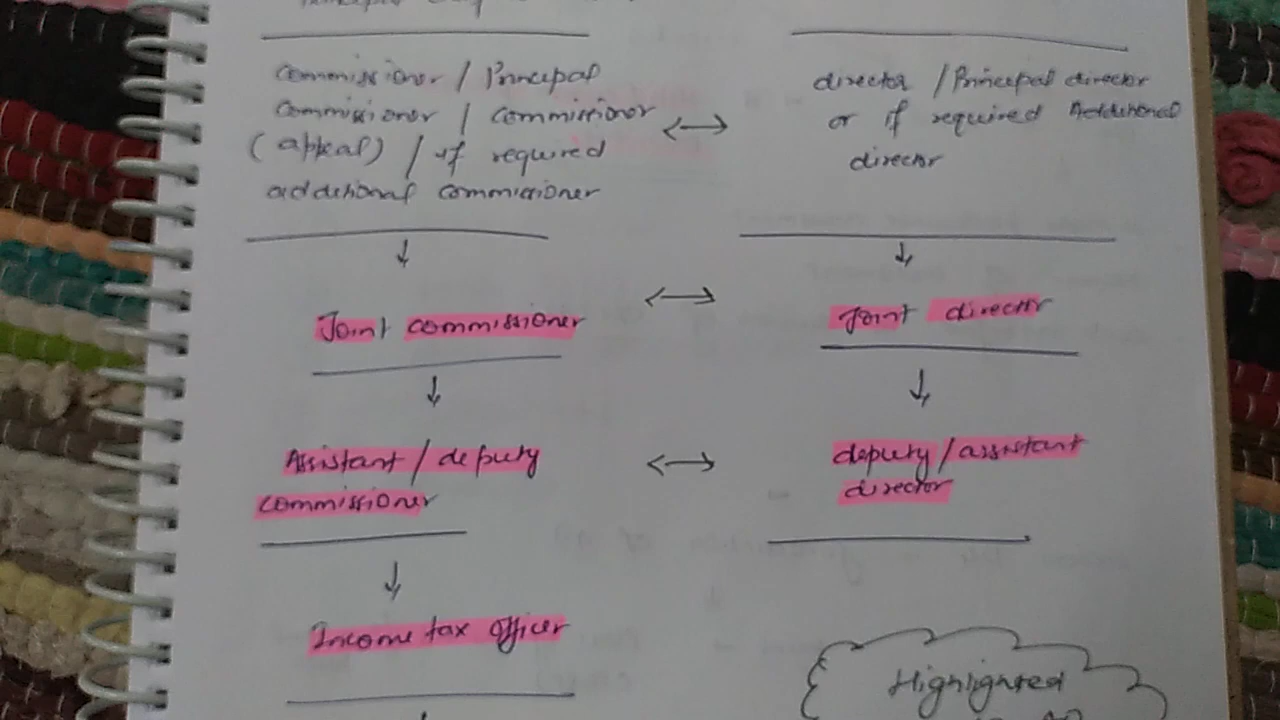 commissioner / Principal
commissioner / commissioner
(appeal) / if required
additional commissioner
↔
director / Principal director
or if required Additional
director
↓
↓
Joint commissioner
↔
Joint director
↓
↓
Assistant / deputy
commissioner
↔
deputy / assistant
director
↓
Income tax officer
Highlighted